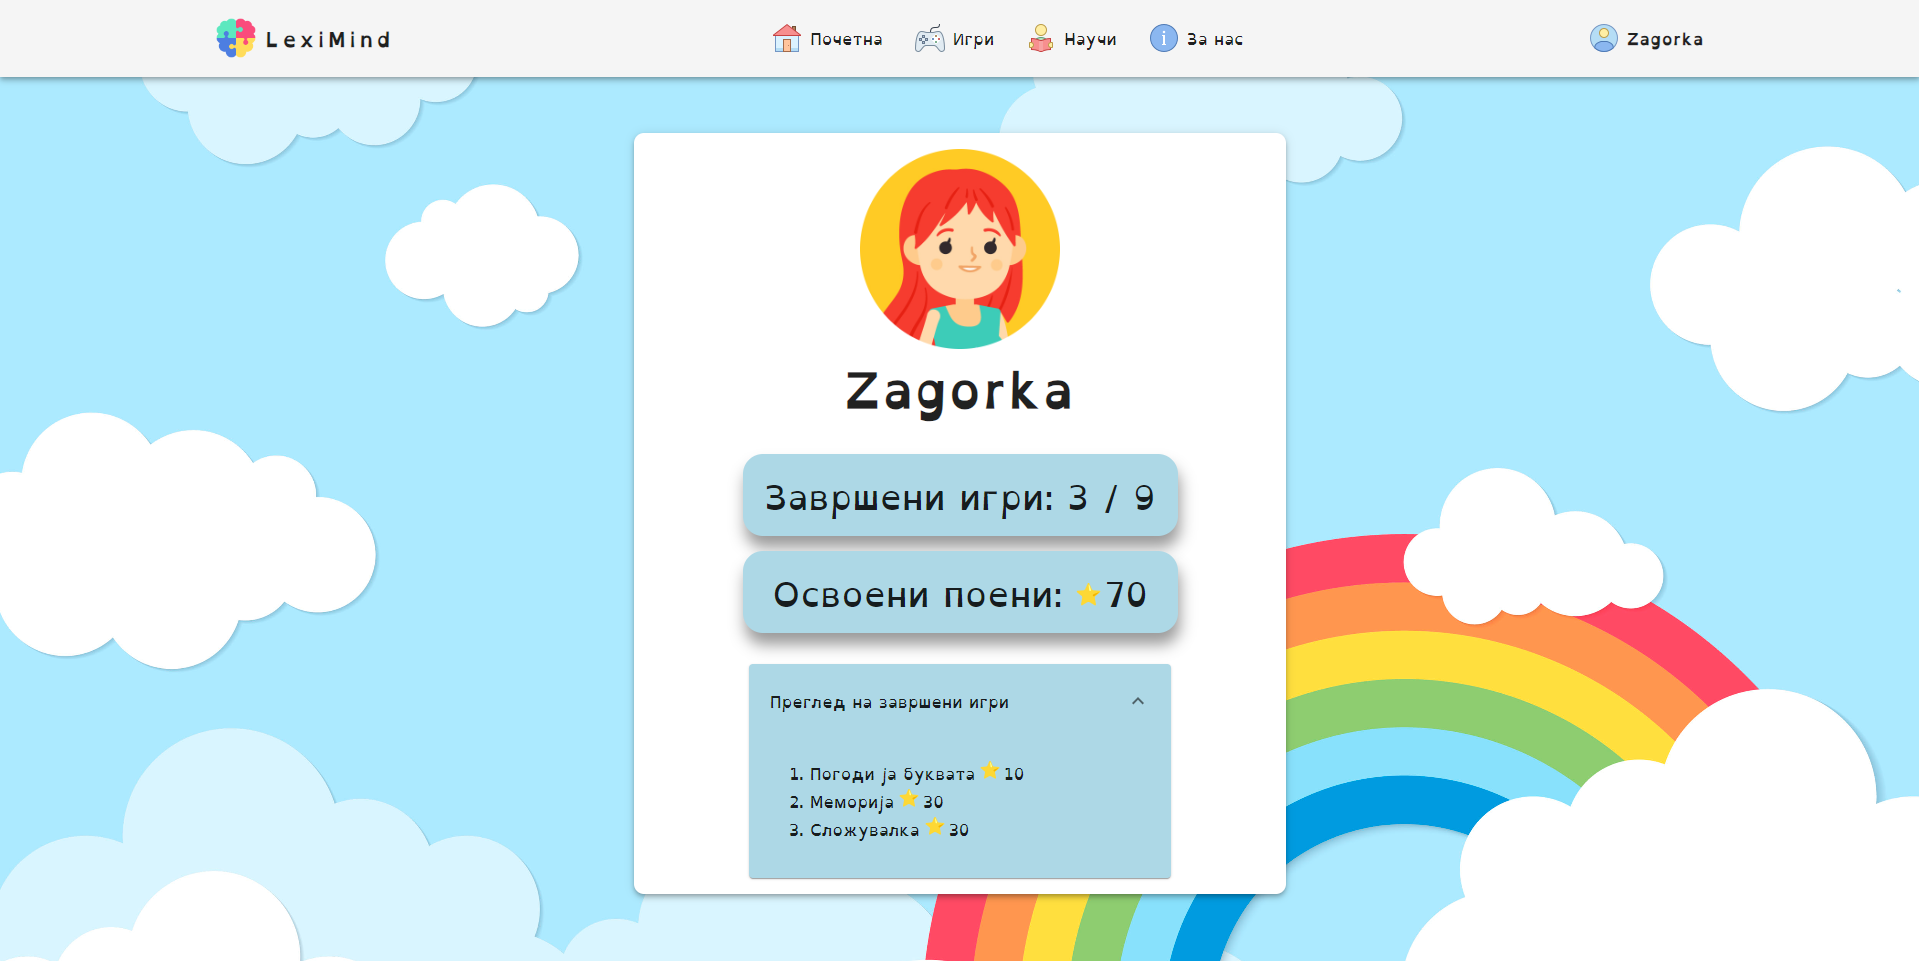 LexiMind
Почетна
Игри
Научи
За нас
Zagorka
Zagorka
Завршени игри: 3 / 9
Освоени поени: ⭐70
Преглед на завршени игри
1. Погоди ја буквата ⭐10
2. Меморија ⭐30
3. Сложувалка ⭐30